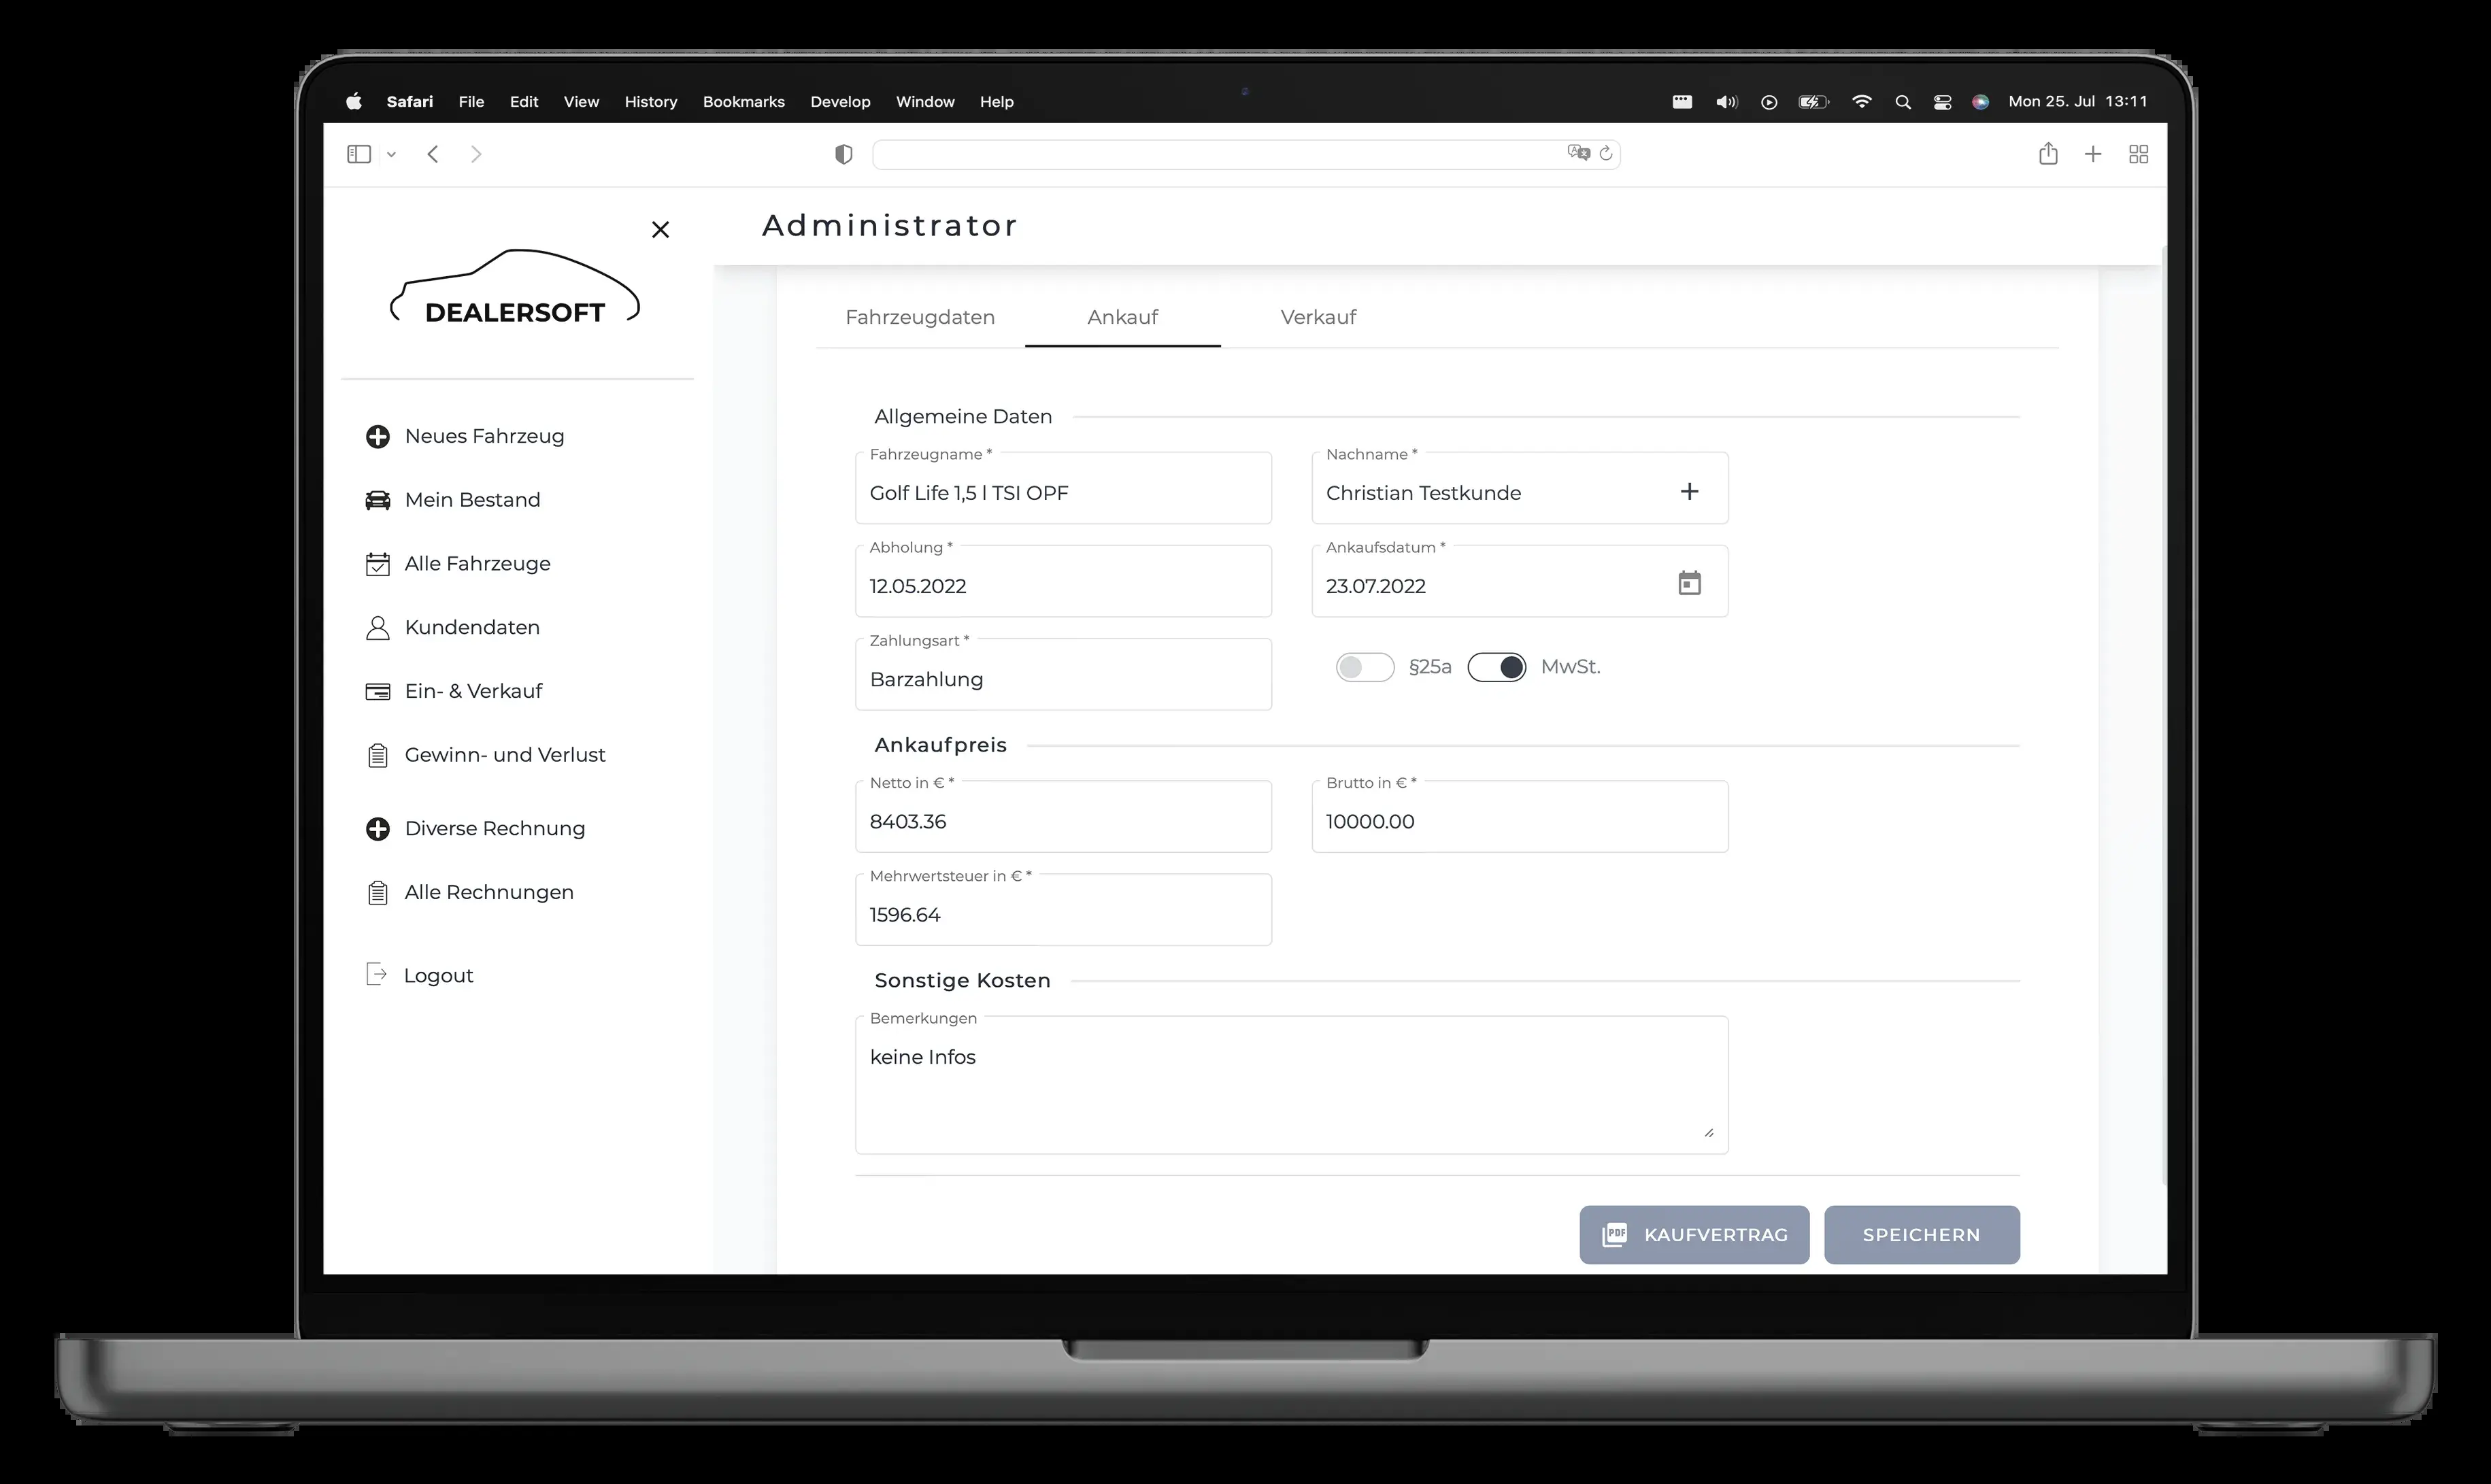 Safari File Edit View History Bookmarks Develop Window Help Mon 25. Jul 13:11
Administrator
DEALERSOFT
Neues Fahrzeug
Mein Bestand
Alle Fahrzeuge
Kundendaten
Ein- & Verkauf
Gewinn- und Verlust
Diverse Rechnung
Alle Rechnungen
Logout
Fahrzeugdaten Ankauf Verkauf
Allgemeine Daten
Fahrzeugname * Nachname *
Golf Life 1,5 l TSI OPF Christian Testkunde
Abholung * Ankaufsdatum *
12.05.2022 23.07.2022
Zahlungsart *
Barzahlung §25a MwSt.
Ankaufpreis
Netto in € * Brutto in € *
8403.36 10000.00
Mehrwertsteuer in € *
1596.64
Sonstige Kosten
Bemerkungen
keine Infos
PDF KAUFVERTRAG SPEICHERN